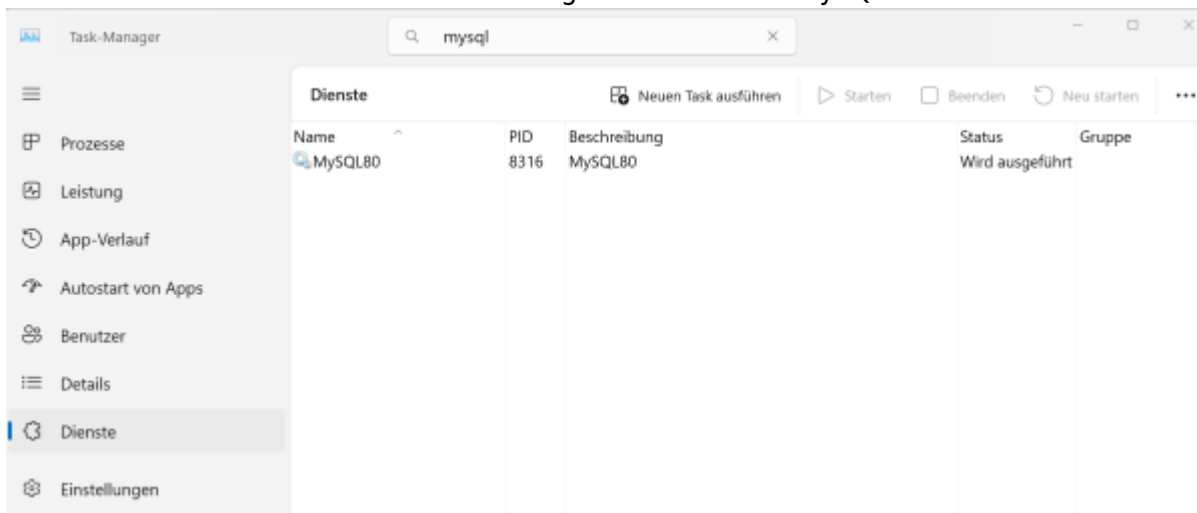 Task-Manager
mysql
Dienste
Neuen Task ausführen
Starten
Beenden
Neu starten
Name PID Beschreibung Status Gruppe
MySQL80 8316 MySQL80 Wird ausgeführt
Prozesse
Leistung
App-Verlauf
Autostart von Apps
Benutzer
Details
Dienste
Einstellungen